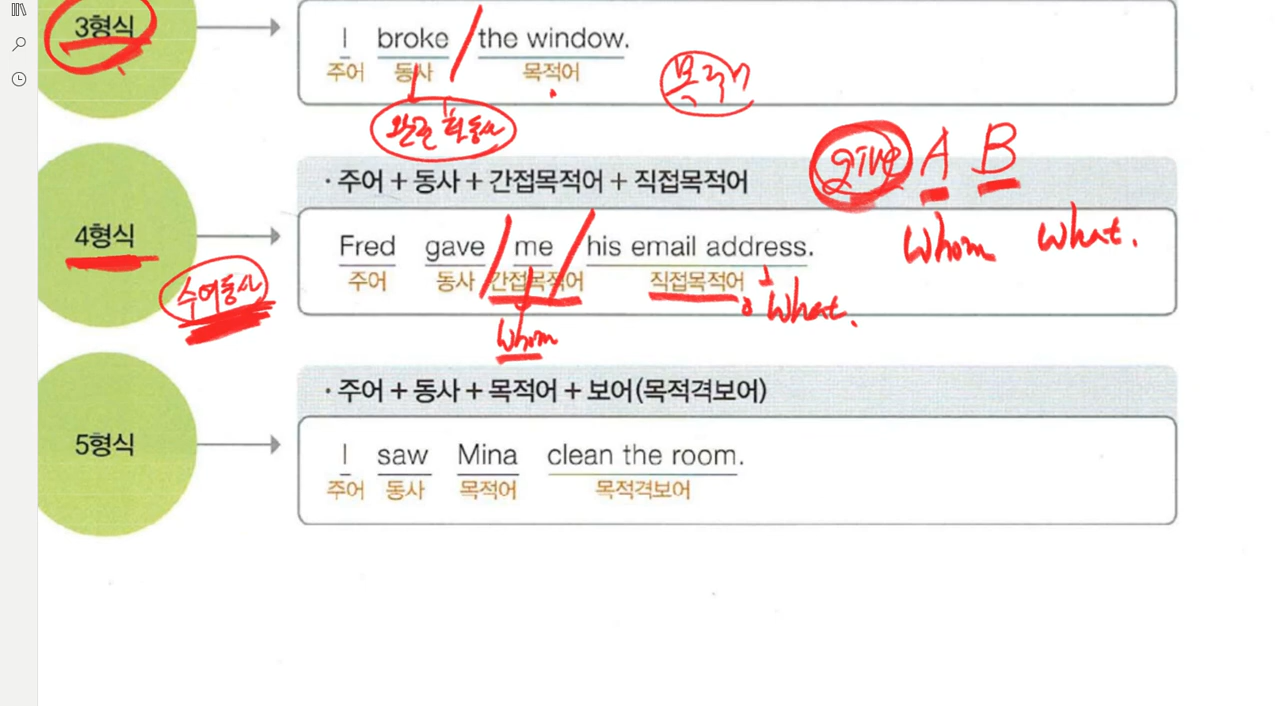 3형식
I broke the window.
주어 동사 목적어
목적어
완전 타동사
give A B
whom what.
· 주어 + 동사 + 간접목적어 + 직접목적어
4형식
Fred gave me his email address.
주어 동사 간접목적어 직접목적어
수여동사
whom
what.
· 주어 + 동사 + 목적어 + 보어(목적격보어)
5형식
I saw Mina clean the room.
주어 동사 목적어 목적격보어